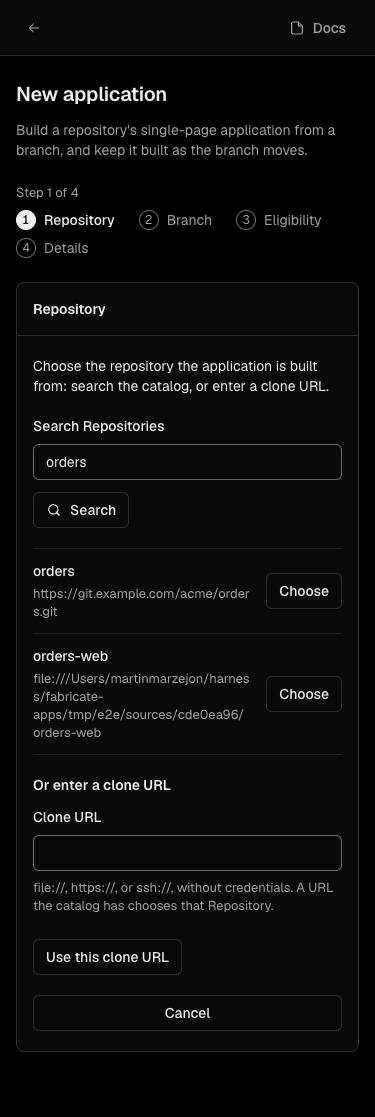 Docs
New application
Build a repository's single-page application from a
branch, and keep it built as the branch moves.
Step 1 of 4
1 Repository 2 Branch 3 Eligibility
4 Details
Repository
Choose the repository the application is built
from: search the catalog, or enter a clone URL.
Search Repositories
orders
Search
orders
https://git.example.com/acme/order
s.git
Choose
orders-web
file:///Users/martinmarzejon/harnes
s/fabricate-
apps/tmp/e2e/sources/cde0ea96/
orders-web
Choose
Or enter a clone URL
Clone URL
file://, https://, or ssh://, without credentials. A URL
the catalog has chooses that Repository.
Use this clone URL
Cancel